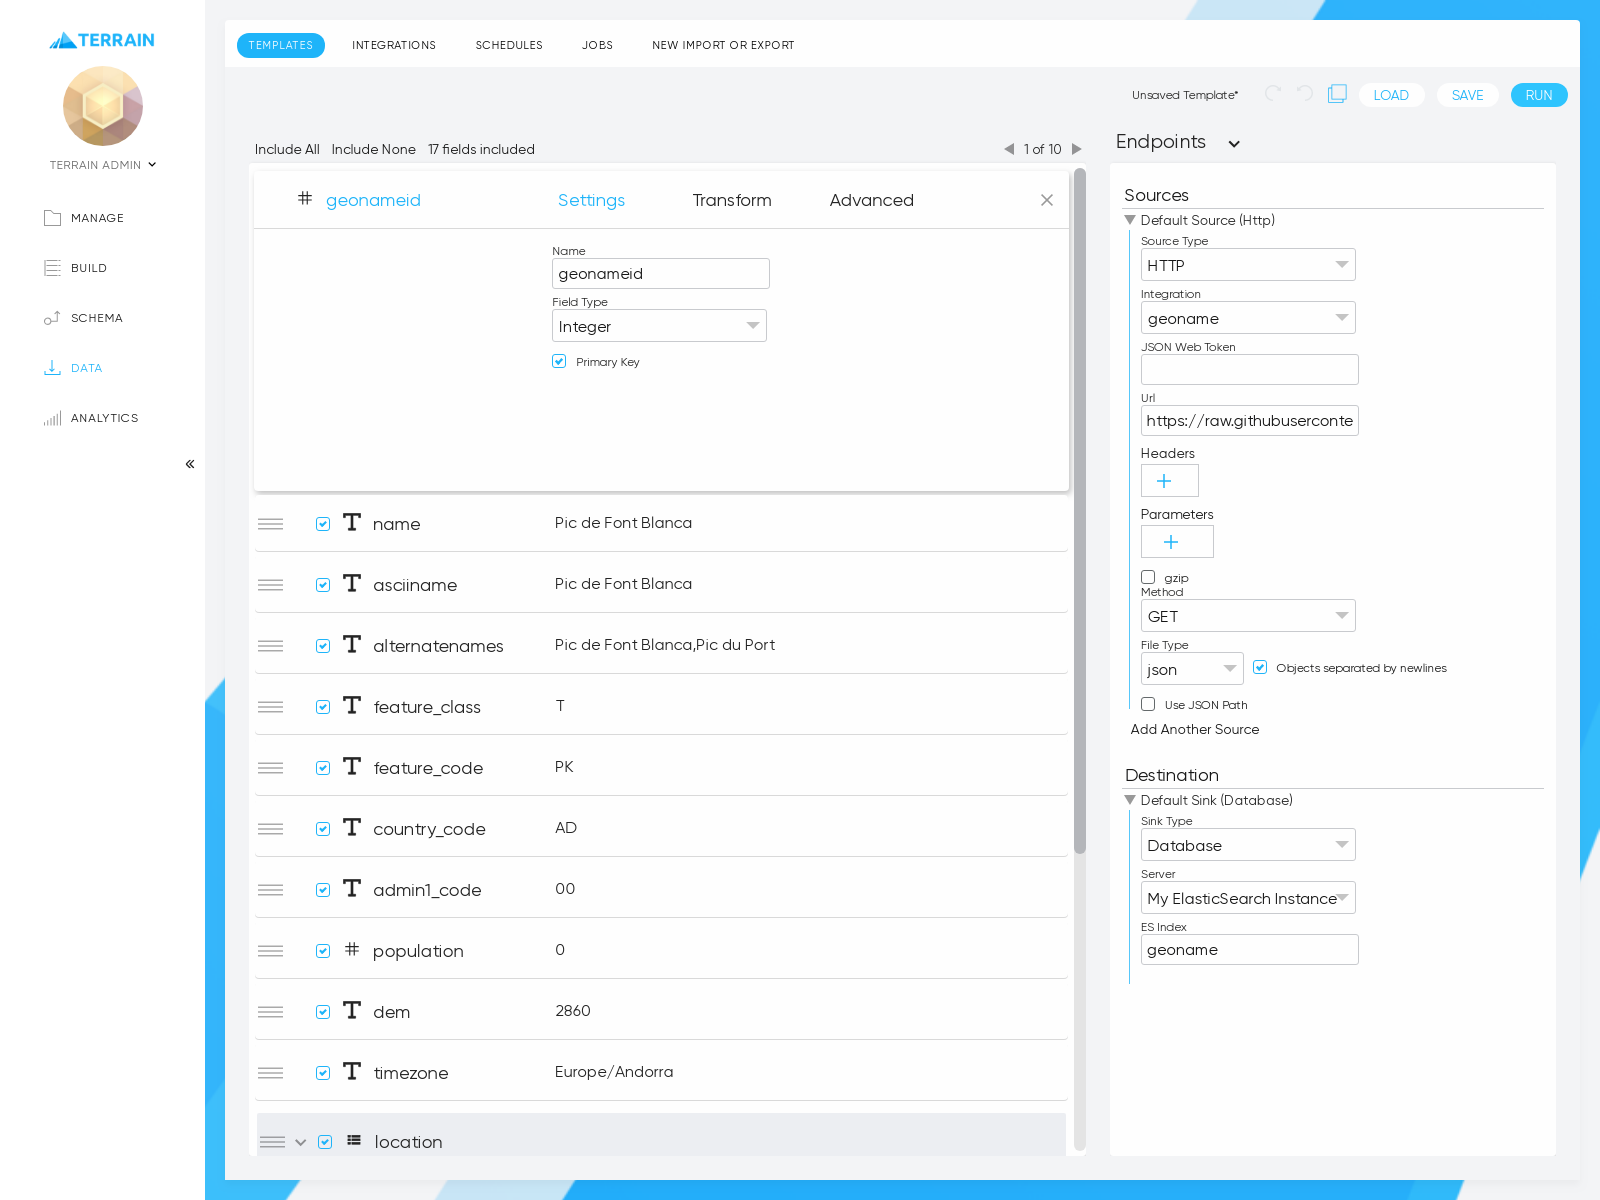 TERRAIN
TERRAIN ADMIN
MANAGE
BUILD
SCHEMA
DATA
ANALYTICS
TEMPLATES INTEGRATIONS SCHEDULES JOBS NEW IMPORT OR EXPORT
Unsaved Template* LOAD SAVE RUN
Include All Include None 17 fields included 1 of 10
geonameid Settings Transform Advanced
Name
geonameid
Field Type
Integer
Primary Key
name Pic de Font Blanca
asciiname Pic de Font Blanca
alternatenames Pic de Font Blanca,Pic du Port
feature_class T
feature_code PK
country_code AD
admin1_code 00
population 0
dem 2860
timezone Europe/Andorra
location
Endpoints
Sources
Default Source (Http)
Source Type
HTTP
Integration
geoname
JSON Web Token
Url
https://raw.githubuserconte
Headers
Parameters
gzip
Method
GET
File Type
json Objects separated by newlines
Use JSON Path
Add Another Source
Destination
Default Sink (Database)
Sink Type
Database
Server
My ElasticSearch Instance
ES Index
geoname